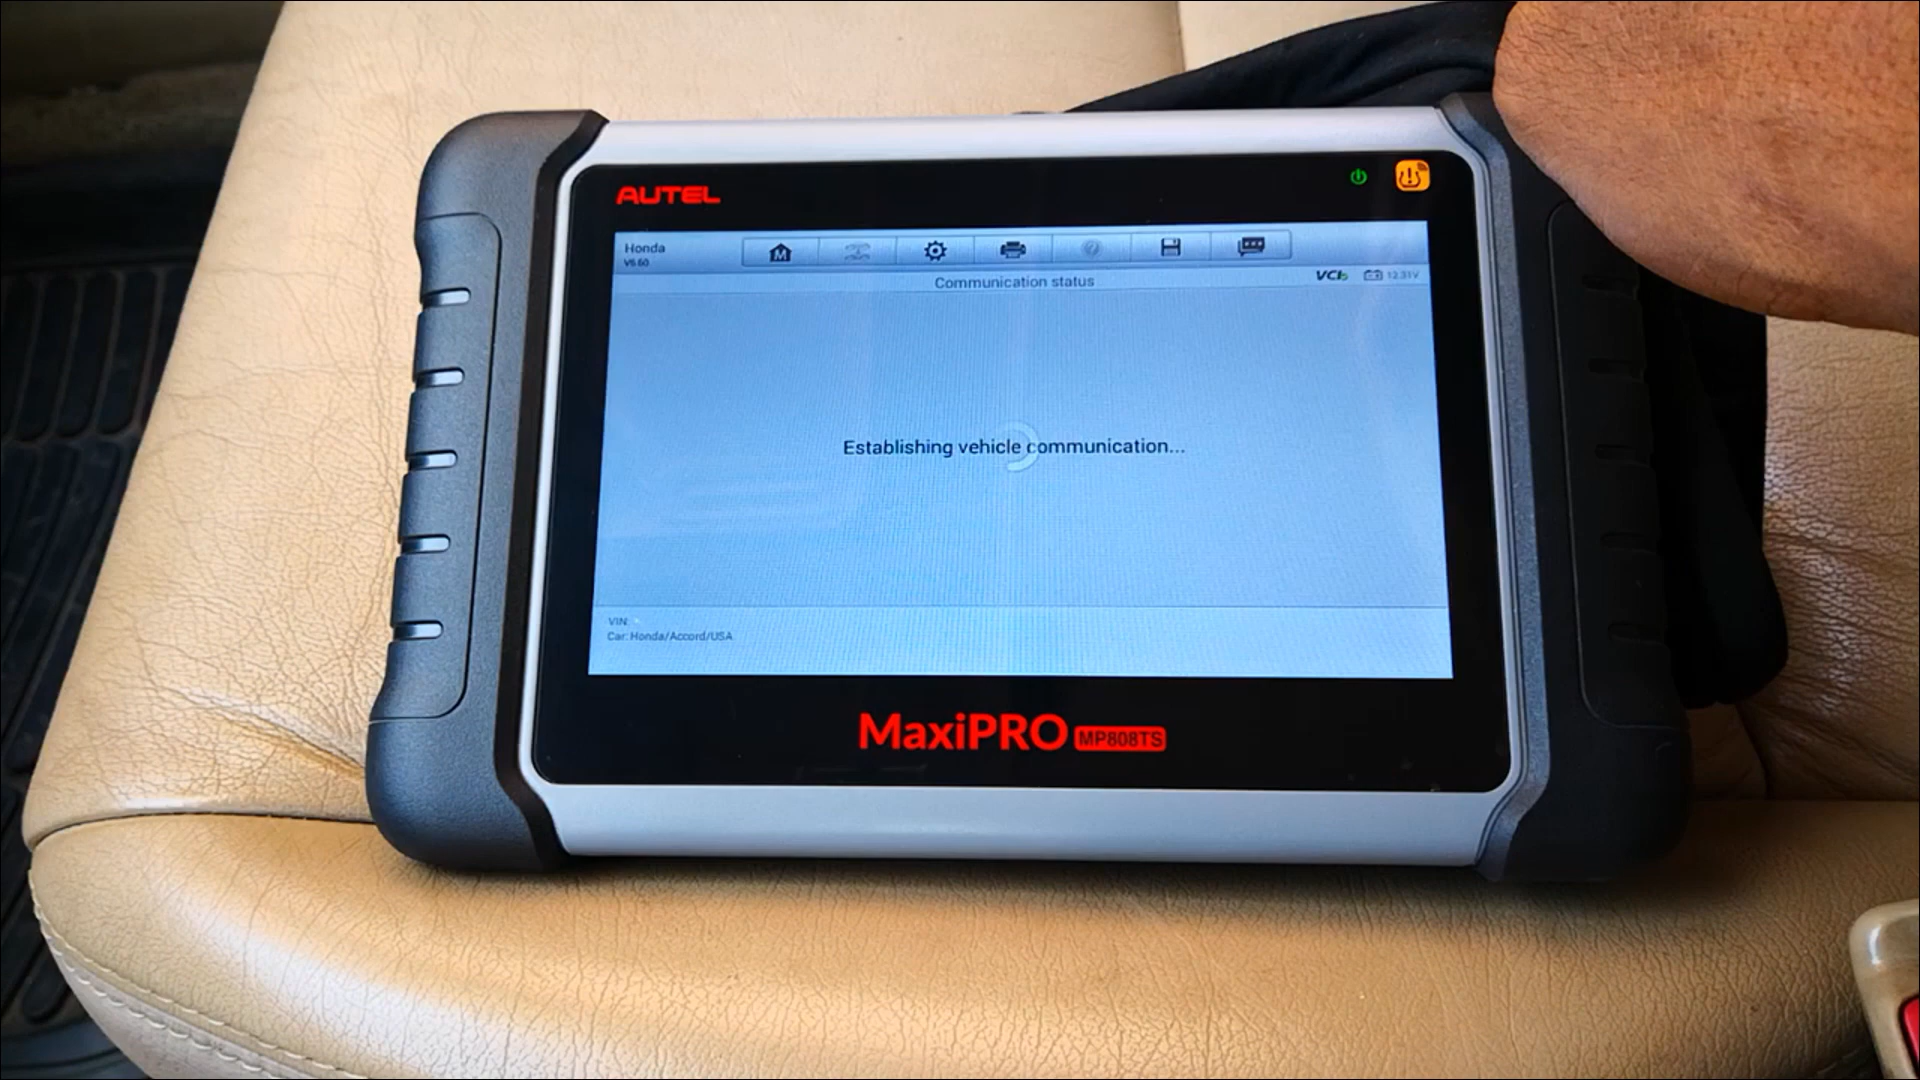 AUTEL
Honda
V6.60
M
Communication status
VCI
12.31V
Establishing vehicle communication...
VIN:
Car: Honda/Accord/USA
MaxiPRO MP808TS